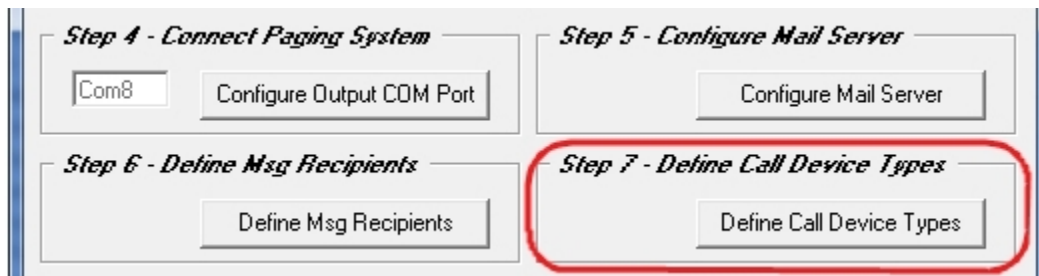 Step 4 - Connect Paging System
Com8
Configure Output COM Port
Step 5 - Configure Mail Server
Configure Mail Server
Step 6 - Define Msg Recipients
Define Msg Recipients
Step 7 - Define Call Device Types
Define Call Device Types